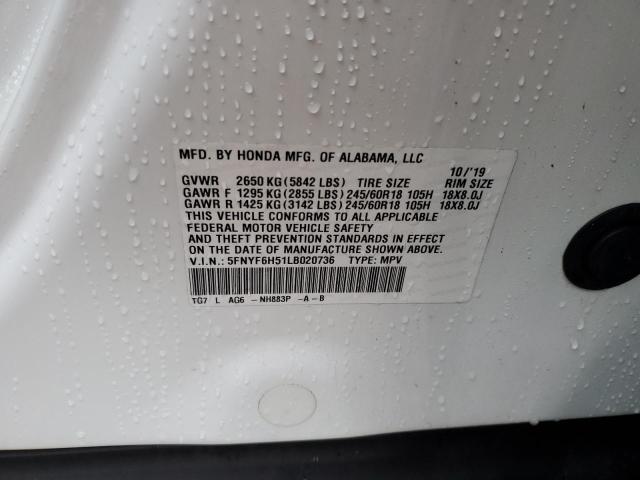 MFD. BY HONDA MFG. OF ALABAMA, LLC 10/'19
GVWR 2650 KG (5842 LBS) TIRE SIZE RIM SIZE
GAWR F 1295 KG (2855 LBS) 245/60R18 105H 18X8.0J
GAWR R 1425 KG (3142 LBS) 245/60R18 105H 18X8.0J
THIS VEHICLE CONFORMS TO ALL APPLICABLE
FEDERAL MOTOR VEHICLE SAFETY
AND THEFT PREVENTION STANDARDS IN EFFECT
ON THE DATE OF MANUFACTURE SHOWN ABOVE.
V.I.N.: 5FNYF6H51LB020736 TYPE: MPV
TG7 L AG6 -NH883P -A-B